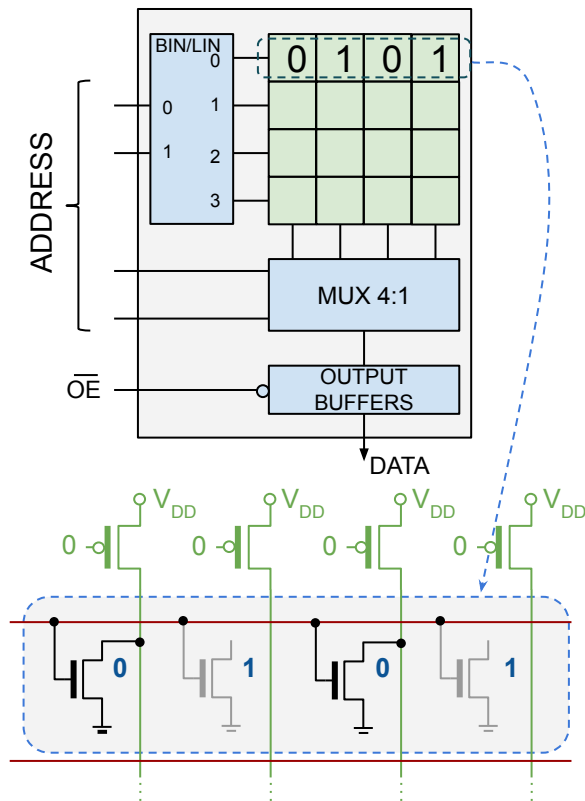 BIN/LIN
0
0 1 0 1
0
1
1
2
3
ADDRESS
MUX 4:1
OE
OUTPUT
BUFFERS
DATA
VDD VDD VDD VDD
0 0 0 0
0 1 0 1